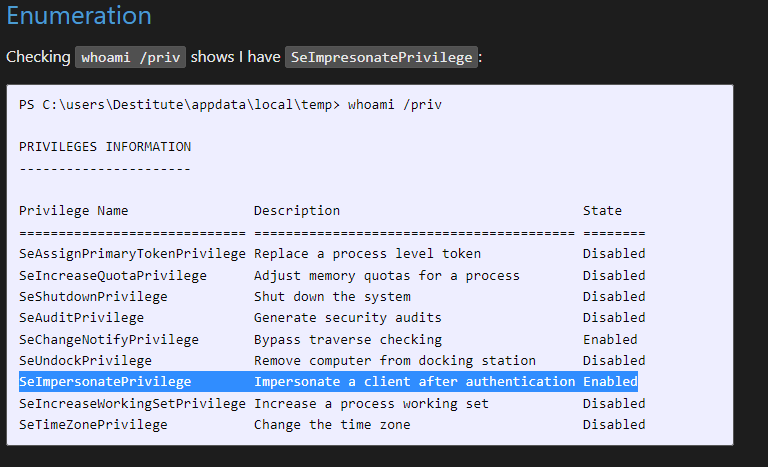 Enumeration
Checking whoami /priv shows I have SeImpresonatePrivilege:
PS C:\users\Destitute\appdata\local\temp> whoami /priv
PRIVILEGES INFORMATION
----------------------
Privilege Name                Description                               State
============================= ========================================= ========
SeAssignPrimaryTokenPrivilege Replace a process level token             Disabled
SeIncreaseQuotaPrivilege      Adjust memory quotas for a process        Disabled
SeShutdownPrivilege           Shut down the system                      Disabled
SeAuditPrivilege              Generate security audits                  Disabled
SeChangeNotifyPrivilege       Bypass traverse checking                  Enabled
SeUndockPrivilege             Remove computer from docking station      Disabled
SeImpersonatePrivilege        Impersonate a client after authentication Enabled
SeIncreaseWorkingSetPrivilege Increase a process working set            Disabled
SeTimeZonePrivilege           Change the time zone                      Disabled